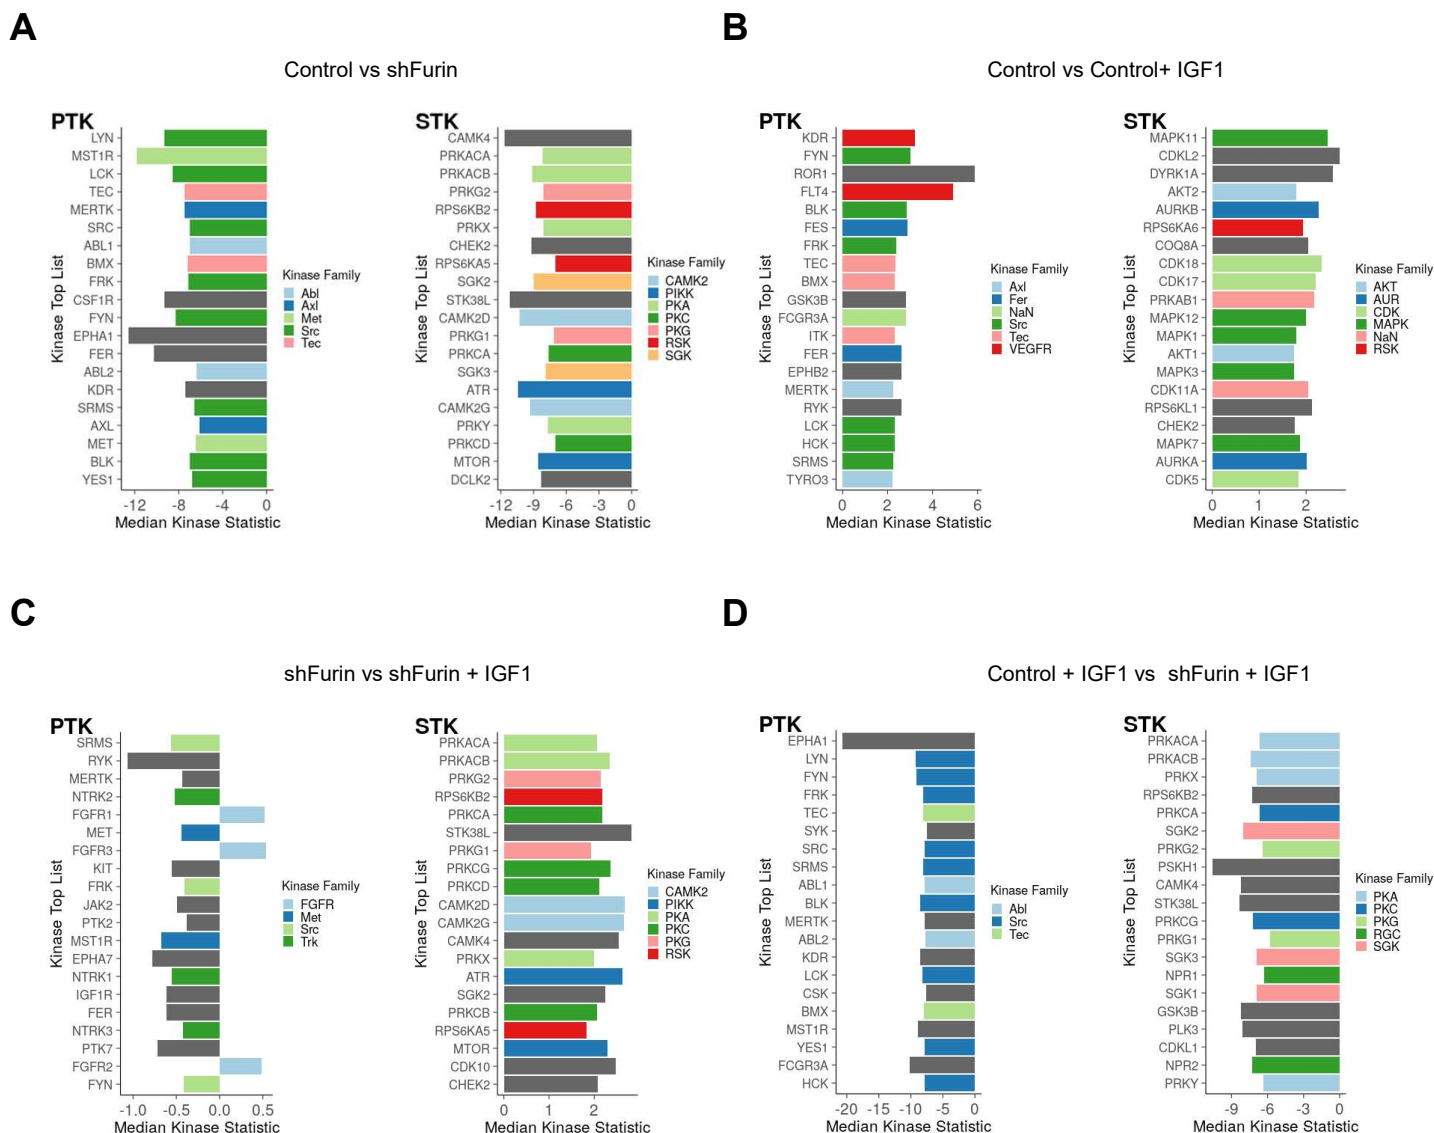 A
Control vs shFurin
PTK
Kinase Top List
LYN
MST1R
LCK
TEC
MERTK
SRC
ABL1
BMX
FRK
CSF1R
FYN
EPHA1
FER
ABL2
KDR
SRMS
AXL
MET
BLK
YES1
-12 -8 -4 0
Median Kinase Statistic
Kinase Family
Abl
Axl
Met
Src
Tec
STK
Kinase Top List
CAMK4
PRKACA
PRKACB
PRKG2
RPS6KB2
PRKX
CHEK2
RPS6KA5
SGK2
STK38L
CAMK2D
PRKG1
PRKCA
SGK3
ATR
CAMK2G
PRKY
PRKCD
MTOR
DCLK2
-12 -9 -6 -3 0
Median Kinase Statistic
Kinase Family
CAMK2
PIKK
PKA
PKC
PKG
RSK
SGK
B
Control vs Control+ IGF1
PTK
Kinase Top List
KDR
FYN
ROR1
FLT4
BLK
FES
FRK
TEC
BMX
GSK3B
FCGR3A
ITK
FER
EPHB2
MERTK
RYK
LCK
HCK
SRMS
TYRO3
0 2 4 6
Median Kinase Statistic
Kinase Family
Axl
Fer
NaN
Src
Tec
VEGFR
STK
Kinase Top List
MAPK11
CDKL2
DYRK1A
AKT2
AURKB
RPS6KA6
COQ8A
CDK18
CDK17
PRKAB1
MAPK12
MAPK1
AKT1
MAPK3
CDK11A
RPS6KL1
CHEK2
MAPK7
AURKA
CDK5
0 1 2
Median Kinase Statistic
Kinase Family
AKT
AUR
CDK
MAPK
NaN
RSK
C
shFurin vs shFurin + IGF1
PTK
Kinase Top List
SRMS
RYK
MERTK
NTRK2
FGFR1
MET
FGFR3
KIT
FRK
JAK2
PTK2
MST1R
EPHA7
NTRK1
IGF1R
FER
NTRK3
PTK7
FGFR2
FYN
-1.0 -0.5 0.0 0.5
Median Kinase Statistic
Kinase Family
FGFR
Met
Src
Trk
STK
Kinase Top List
PRKACA
PRKACB
PRKG2
RPS6KB2
PRKCA
STK38L
PRKG1
PRKCG
PRKCD
CAMK2D
CAMK2G
CAMK4
PRKX
ATR
SGK2
PRKCB
RPS6KA5
MTOR
CDK10
CHEK2
0 1 2
Median Kinase Statistic
Kinase Family
CAMK2
PIKK
PKA
PKC
PKG
RSK
D
Control + IGF1 vs shFurin + IGF1
PTK
Kinase Top List
EPHA1
LYN
FYN
FRK
TEC
SYK
SRC
SRMS
ABL1
BLK
MERTK
ABL2
KDR
LCK
CSK
BMX
MST1R
YES1
FCGR3A
HCK
-20 -15 -10 -5 0
Median Kinase Statistic
Kinase Family
Abl
Src
Tec
STK
Kinase Top List
PRKACA
PRKACB
PRKX
RPS6KB2
PRKCA
SGK2
PRKG2
PSKH1
CAMK4
STK38L
PRKCG
PRKG1
SGK3
NPR1
SGK1
GSK3B
PLK3
CDKL1
NPR2
PRKY
-9 -6 -3 0
Median Kinase Statistic
Kinase Family
PKA
PKC
PKG
RGC
SGK